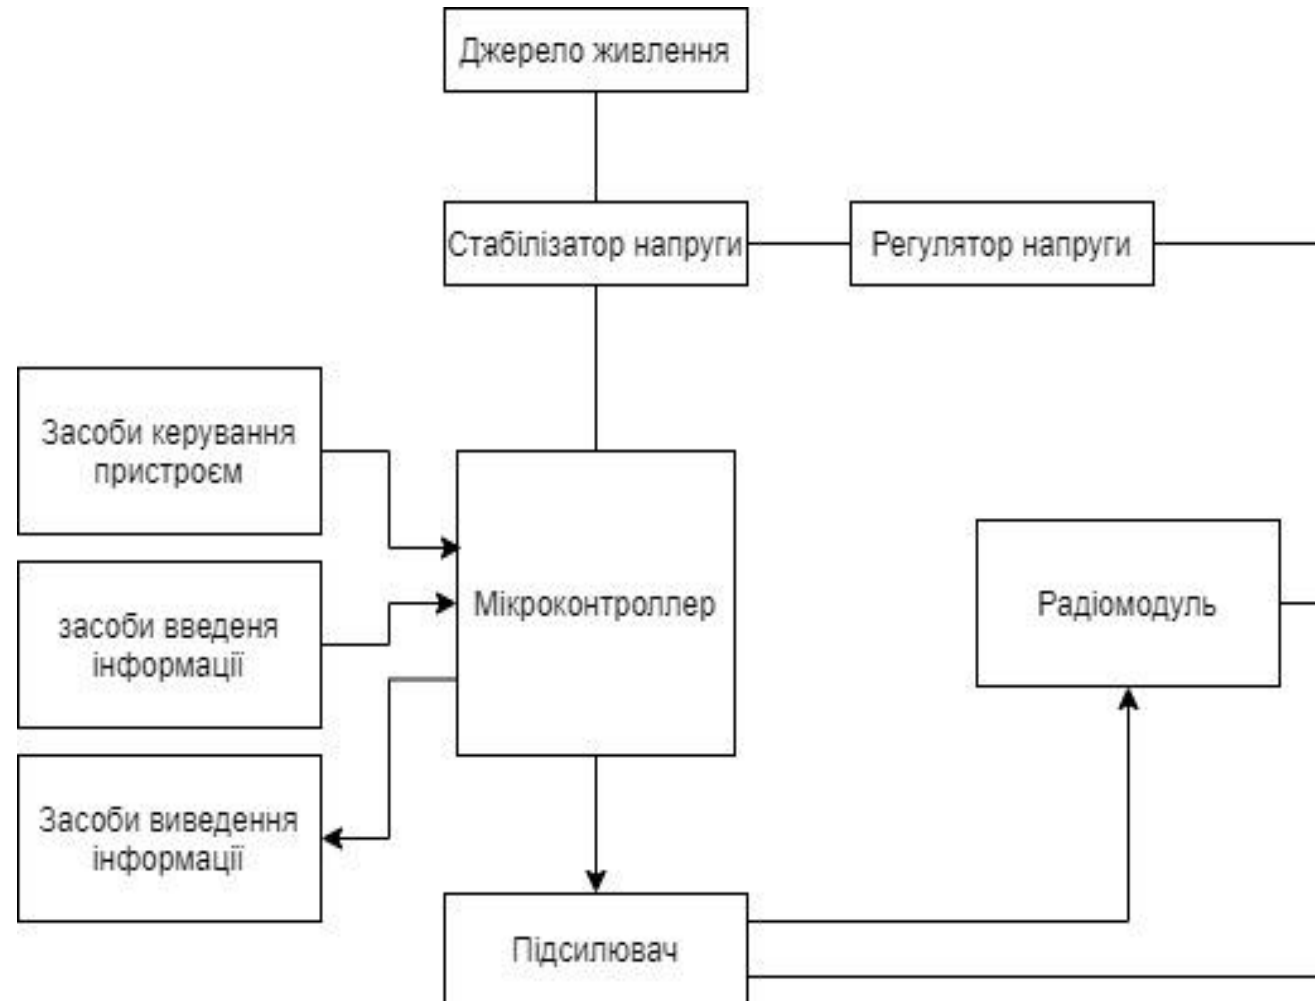 Джерело живлення
Стабілізатор напруги
Регулятор напруги
Засоби керування
пристроєм
засоби введеня
інформації
Засоби виведення
інформації
Мікроконтроллер
Радіомодуль
Підсилювач